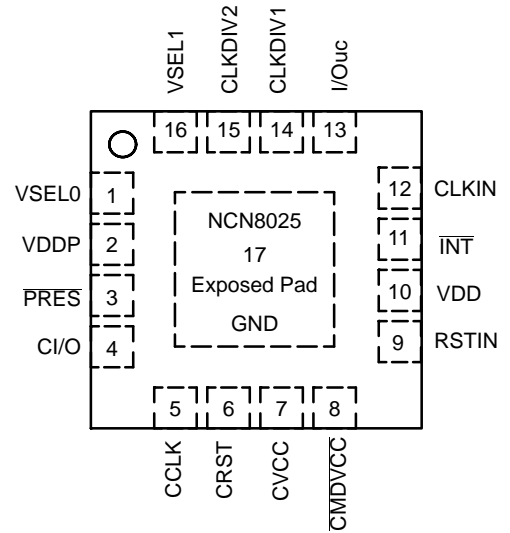 VSEL1
CLKDIV2
CLKDIV1
I/Ouc
16
15
14
13
VSEL0
1
VDDP
2
PRES
3
CI/O
4
NCN8025
17
Exposed Pad
GND
12
CLKIN
11
INT
10
VDD
9
RSTIN
5
6
7
8
CCLK
CRST
CVCC
CMDVCC